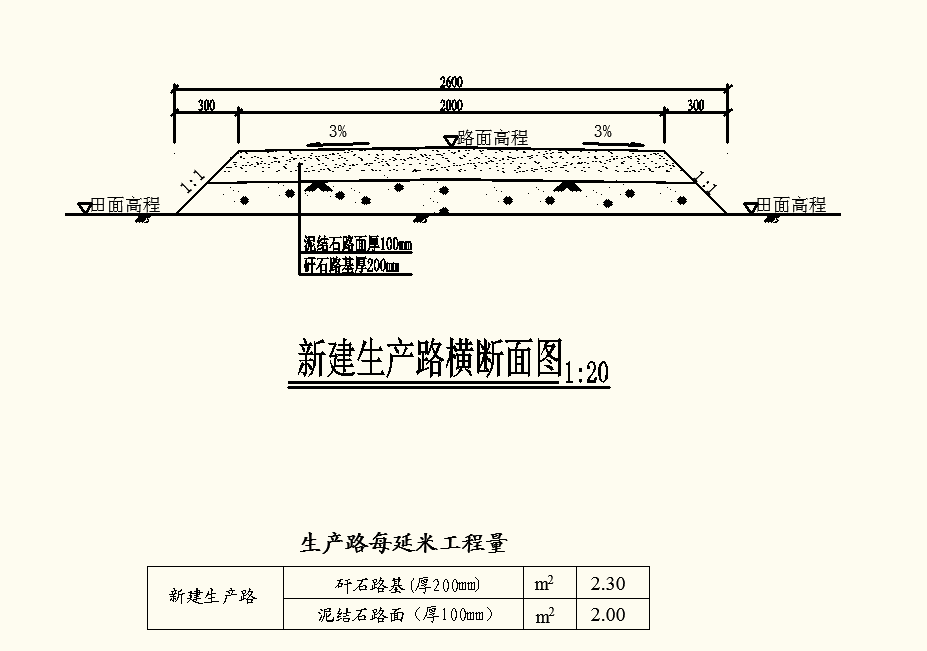 2600
300 2000 300
3% 路面高程 3%
1:1 1:1
田面高程 田面高程
泥结石路面厚100mm
矸石路基厚200mm
新建生产路横断面图1:20
生产路每延米工程量
新建生产路 矸石路基(厚200mm) m² 2.30
泥结石路面（厚100mm） m² 2.00